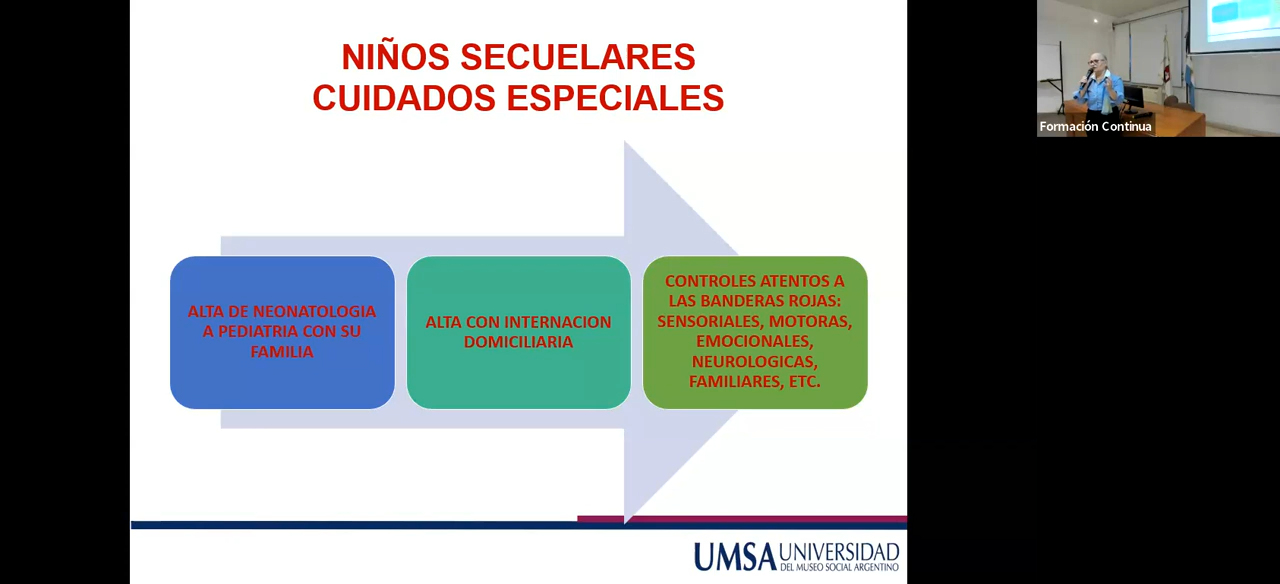 NIÑOS SECUELARES
CUIDADOS ESPECIALES
ALTA DE NEONATOLOGIA
A PEDIATRIA CON SU
FAMILIA
ALTA CON INTERNACION
DOMICILIARIA
CONTROLES ATENTOS A
LAS BANDERAS ROJAS:
SENSORIALES, MOTORAS,
EMOCIONALES,
NEUROLOGICAS,
FAMILIARES, ETC.
UMSA UNIVERSIDAD
DEL MUSEO SOCIAL ARGENTINO
Formación Continua